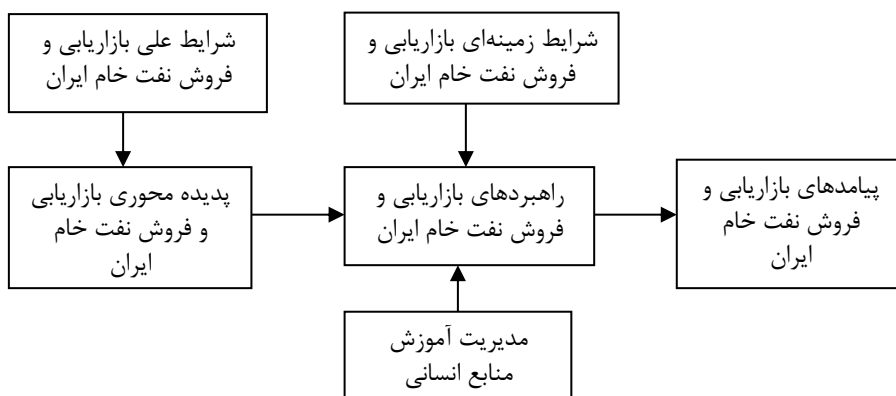 شرایط علی بازاریابی و
فروش نفت خام ایران
شرایط زمینه‌ای بازاریابی و
فروش نفت خام ایران
پدیده محوری بازاریابی
و فروش نفت خام
ایران
راهبردهای بازاریابی و
فروش نفت خام ایران
پیامدهای بازاریابی و
فروش نفت خام
ایران
مدیریت آموزش
منابع انسانی